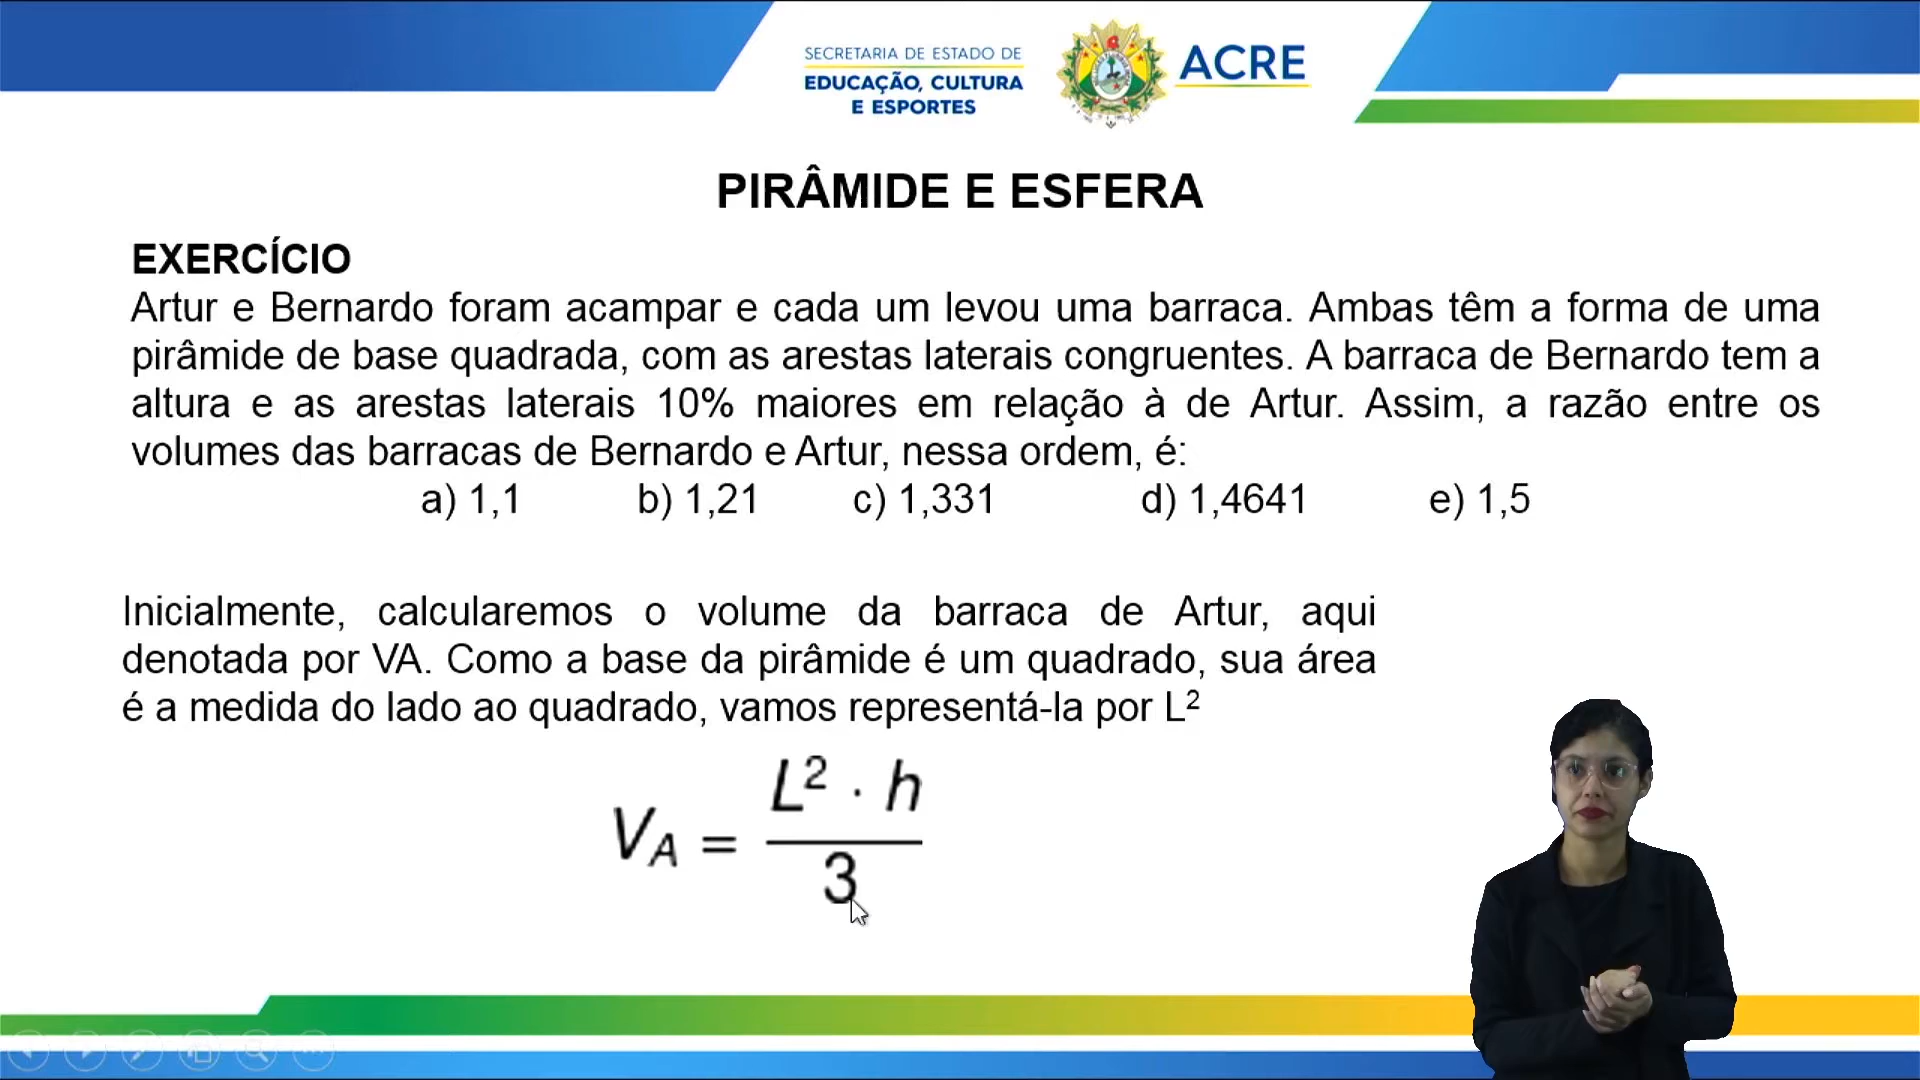 SECRETARIA DE ESTADO DE
EDUCAÇÃO, CULTURA
E ESPORTES
ACRE
PIRÂMIDE E ESFERA
EXERCÍCIO
Artur e Bernardo foram acampar e cada um levou uma barraca. Ambas têm a forma de uma
pirâmide de base quadrada, com as arestas laterais congruentes. A barraca de Bernardo tem a
altura e as arestas laterais 10% maiores em relação à de Artur. Assim, a razão entre os
volumes das barracas de Bernardo e Artur, nessa ordem, é:
a) 1,1 b) 1,21 c) 1,331 d) 1,4641 e) 1,5
Inicialmente, calcularemos o volume da barraca de Artur, aqui
denotada por VA. Como a base da pirâmide é um quadrado, sua área
é a medida do lado ao quadrado, vamos representá-la por L²
L² · h
V_A =
3